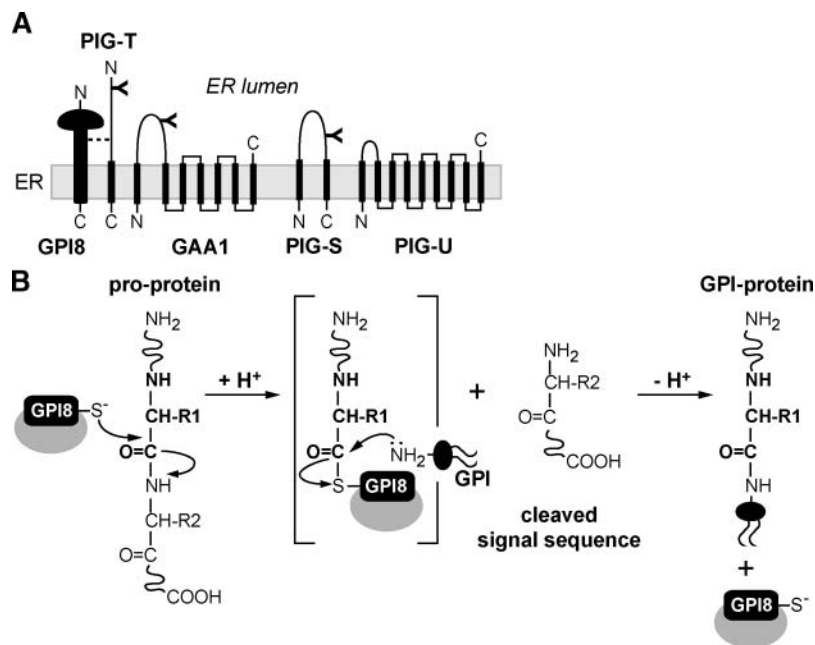 A
PIG-T
N
N
ER lumen
C
C
ER
C
C
N
N
C
N
GPI8
GAA1
PIG-S
PIG-U
B
pro-protein
GPI-protein
NH2
NH2
NH2
NH2
NH
+ H+
NH
+
CH-R2
- H+
NH
GPI8
S-
CH-R1
CH-R1
O=C
CH-R1
O=C
O=C
NH2
COOH
O=C
NH
S
GPI8
GPI
NH
CH-R2
cleaved
signal sequence
O=C
COOH
+
GPI8
S-